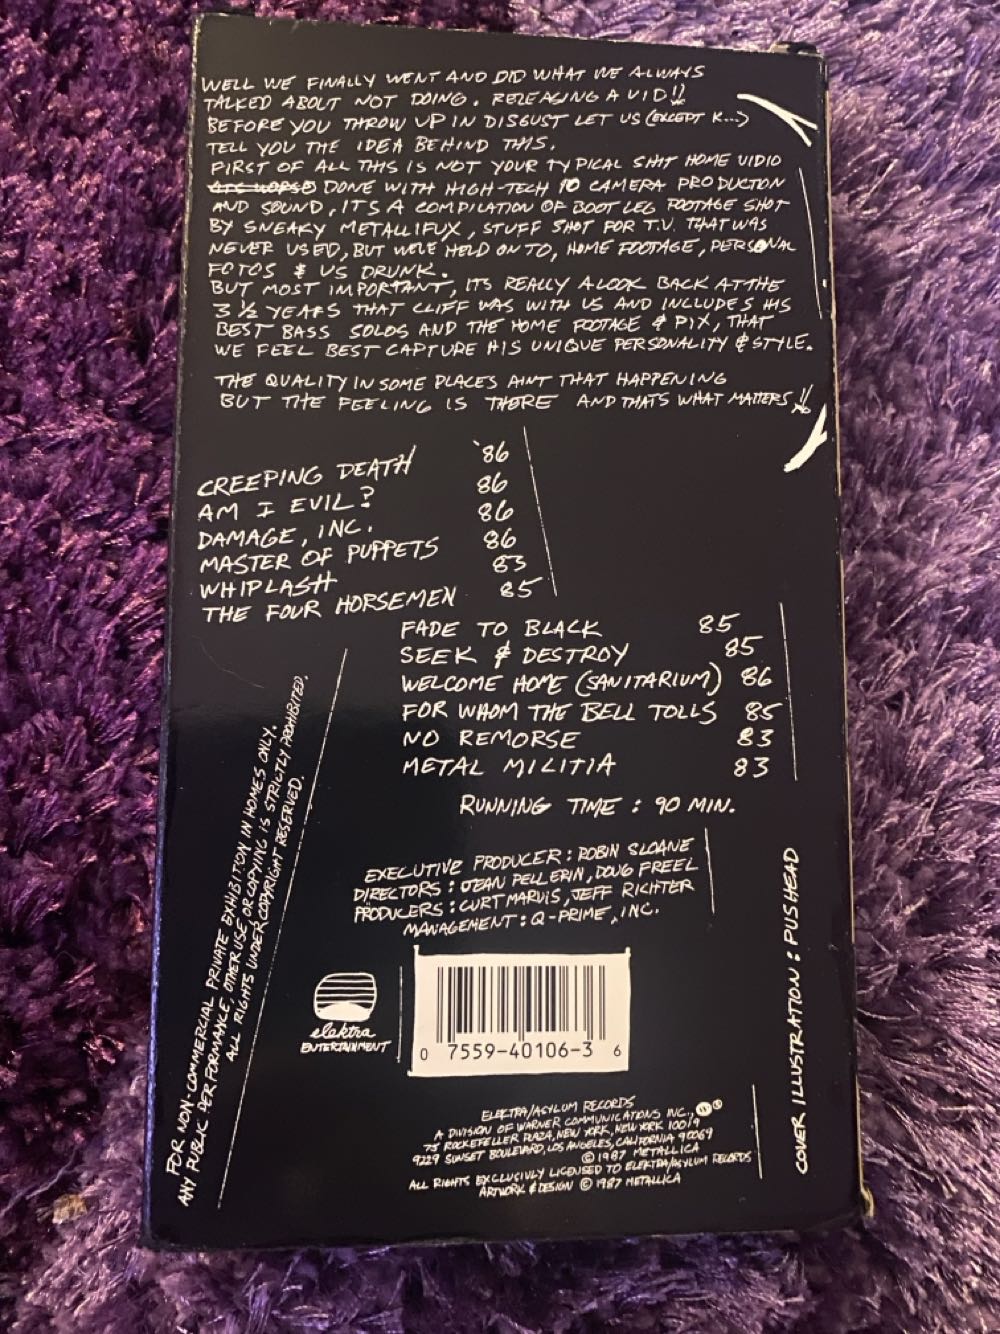 WELL WE FINALLY WENT AND DID WHAT WE ALWAYS
TALKED ABOUT NOT DOING. RELEASING A VID!!
BEFORE YOU THROW UP IN DISGUST LET US (EXCEPT K...)
TELL YOU THE IDEA BEHIND THIS.
FIRST OF ALL THIS IS NOT YOUR TYPICAL SHIT HOME VIDIO
DONE WITH HIGH-TECH 10 CAMERA PRODUCTON
AND SOUND, ITS A COMPILATION OF BOOT LEG FOOTAGE SHOT
BY SNEAKY METALLIFUX, STUFF SHOT FOR T.V. THAT WAS
NEVER USED, BUT WELE HELD ON TO, HOME FOOTAGE, PERSONAL
FOTOS & US DRUNK.
BUT MOST IMPORTANT, ITS REALLY A LOOK BACK AT THE
3 1/2 YEARS THAT CLIFF WAS WITH US AND INCLUDES HIS
BEST BASS SOLOS AND THE HOME FOOTAGE & PIX, THAT
WE FEEL BEST CAPTURE HIS UNIQUE PERSONALITY & STYLE.
THE QUALITY IN SOME PLACES AINT THAT HAPPENING
BUT THE FEELING IS THERE AND THATS WHAT MATTERS!!
CREEPING DEATH '86
AM I EVIL? 86
DAMAGE, INC. 86
MASTER OF PUPPETS 86
WHIPLASH 83
THE FOUR HORSEMEN 85
FADE TO BLACK 85
SEEK & DESTROY 85
WELCOME HOME (SANITARIUM) 86
FOR WHOM THE BELL TOLLS 85
NO REMORSE 83
METAL MILITIA 83
RUNNING TIME: 90 MIN.
EXECUTIVE PRODUCER: ROBIN SLOANE
DIRECTORS: JEAN PELLERIN, DOUG FREEL
PRODUCERS: CURT MARVIS, JEFF RICHTER
MANAGEMENT: Q-PRIME, INC.
FOR NON-COMMERCIAL PRIVATE EXHIBITION IN HOMES ONLY.
ANY PUBLIC PERFORMANCE, OTHER USE, OR COPYING IS STRICTLY PROHIBITED.
ALL RIGHTS UNDER COPYRIGHT RESERVED.
COVER ILLUSTRATION: PUSHEAD
elektra
ENTERTAINMENT
0 7559-40106-3 6
ELEKTRA/ASYLUM RECORDS
A DIVISION OF WARNER COMMUNICATIONS INC.,
75 ROCKEFELLER PLAZA, NEW YORK, NEW YORK 10019
9229 SUNSET BOULEVARD, LOS ANGELES, CALIFORNIA 90069
© 1987 METALLICA
ALL RIGHTS EXCLUSIVLY LICENSED TO ELEKTRA/ASYLUM RECORDS
ARTWORK & DESIGN © 1987 METALLICA